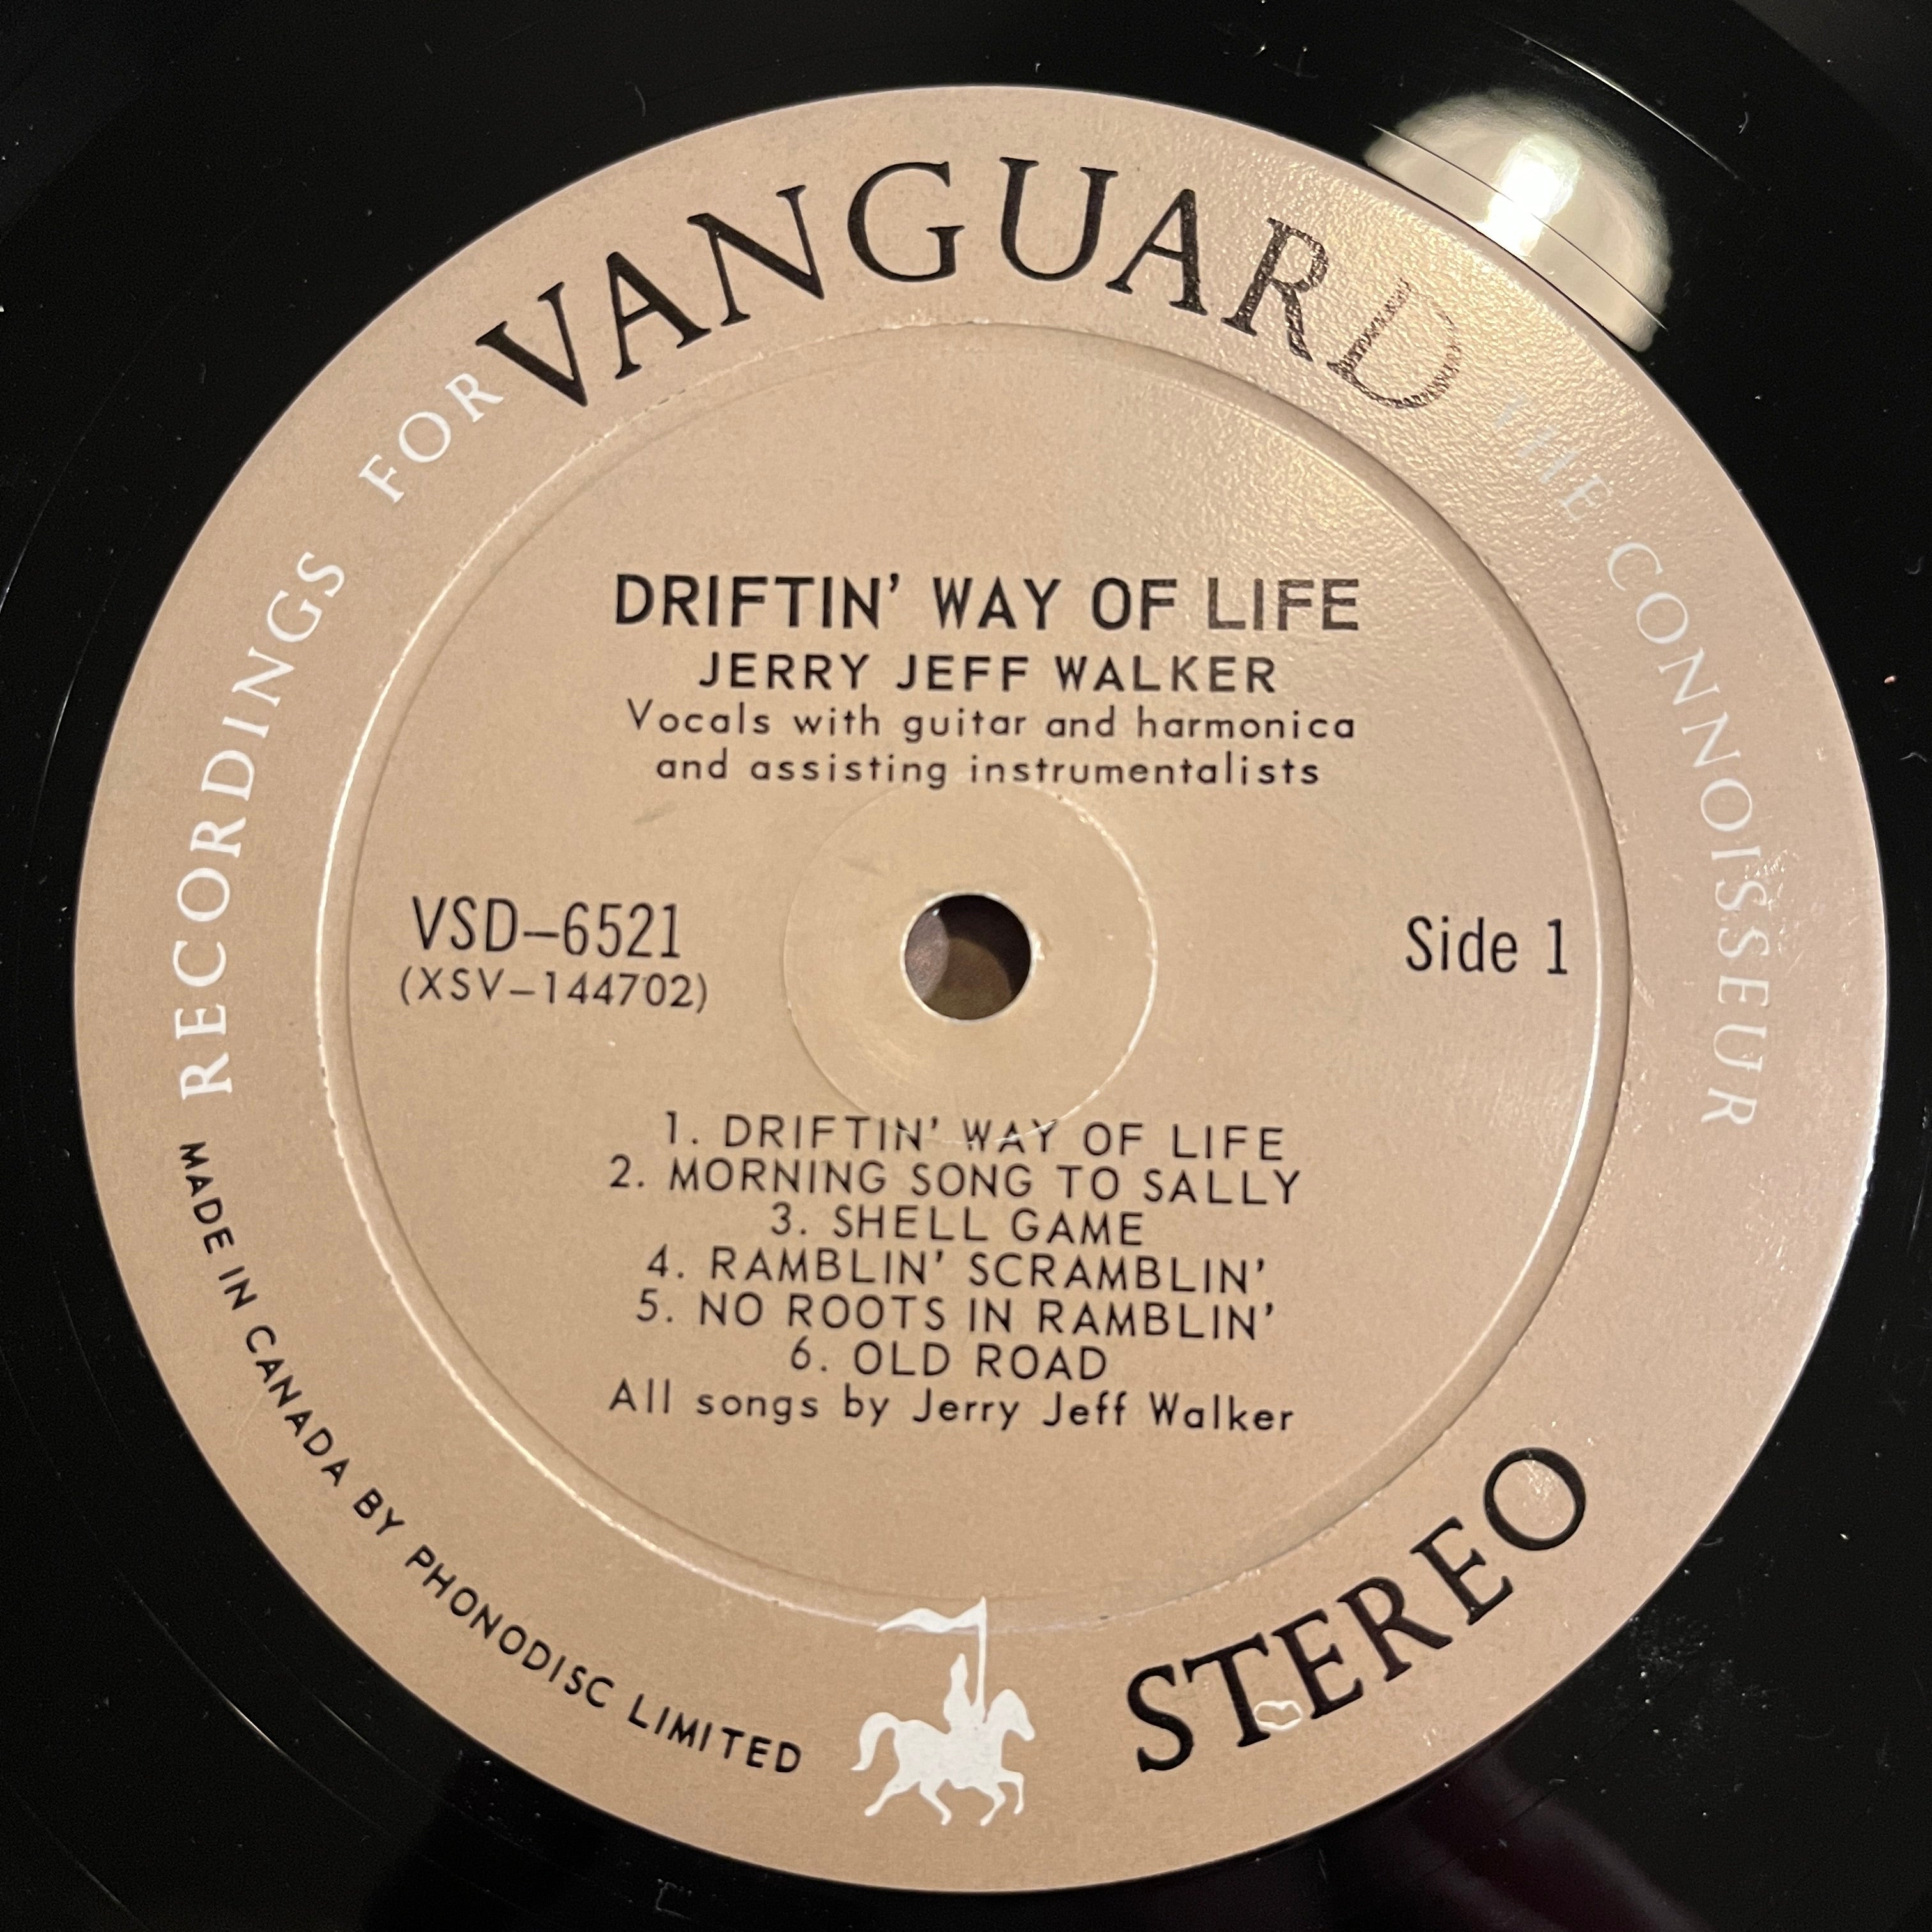 VANGUARD
RECORDINGS FOR THE CONNOISSEUR
DRIFTIN' WAY OF LIFE
JERRY JEFF WALKER
Vocals with guitar and harmonica
and assisting instrumentalists
VSD-6521
(XSV-144702)
Side 1
1. DRIFTIN' WAY OF LIFE
2. MORNING SONG TO SALLY
3. SHELL GAME
4. RAMBLIN' SCRAMBLIN'
5. NO ROOTS IN RAMBLIN'
6. OLD ROAD
All songs by Jerry Jeff Walker
MADE IN CANADA BY PHONODISC LIMITED
STEREO